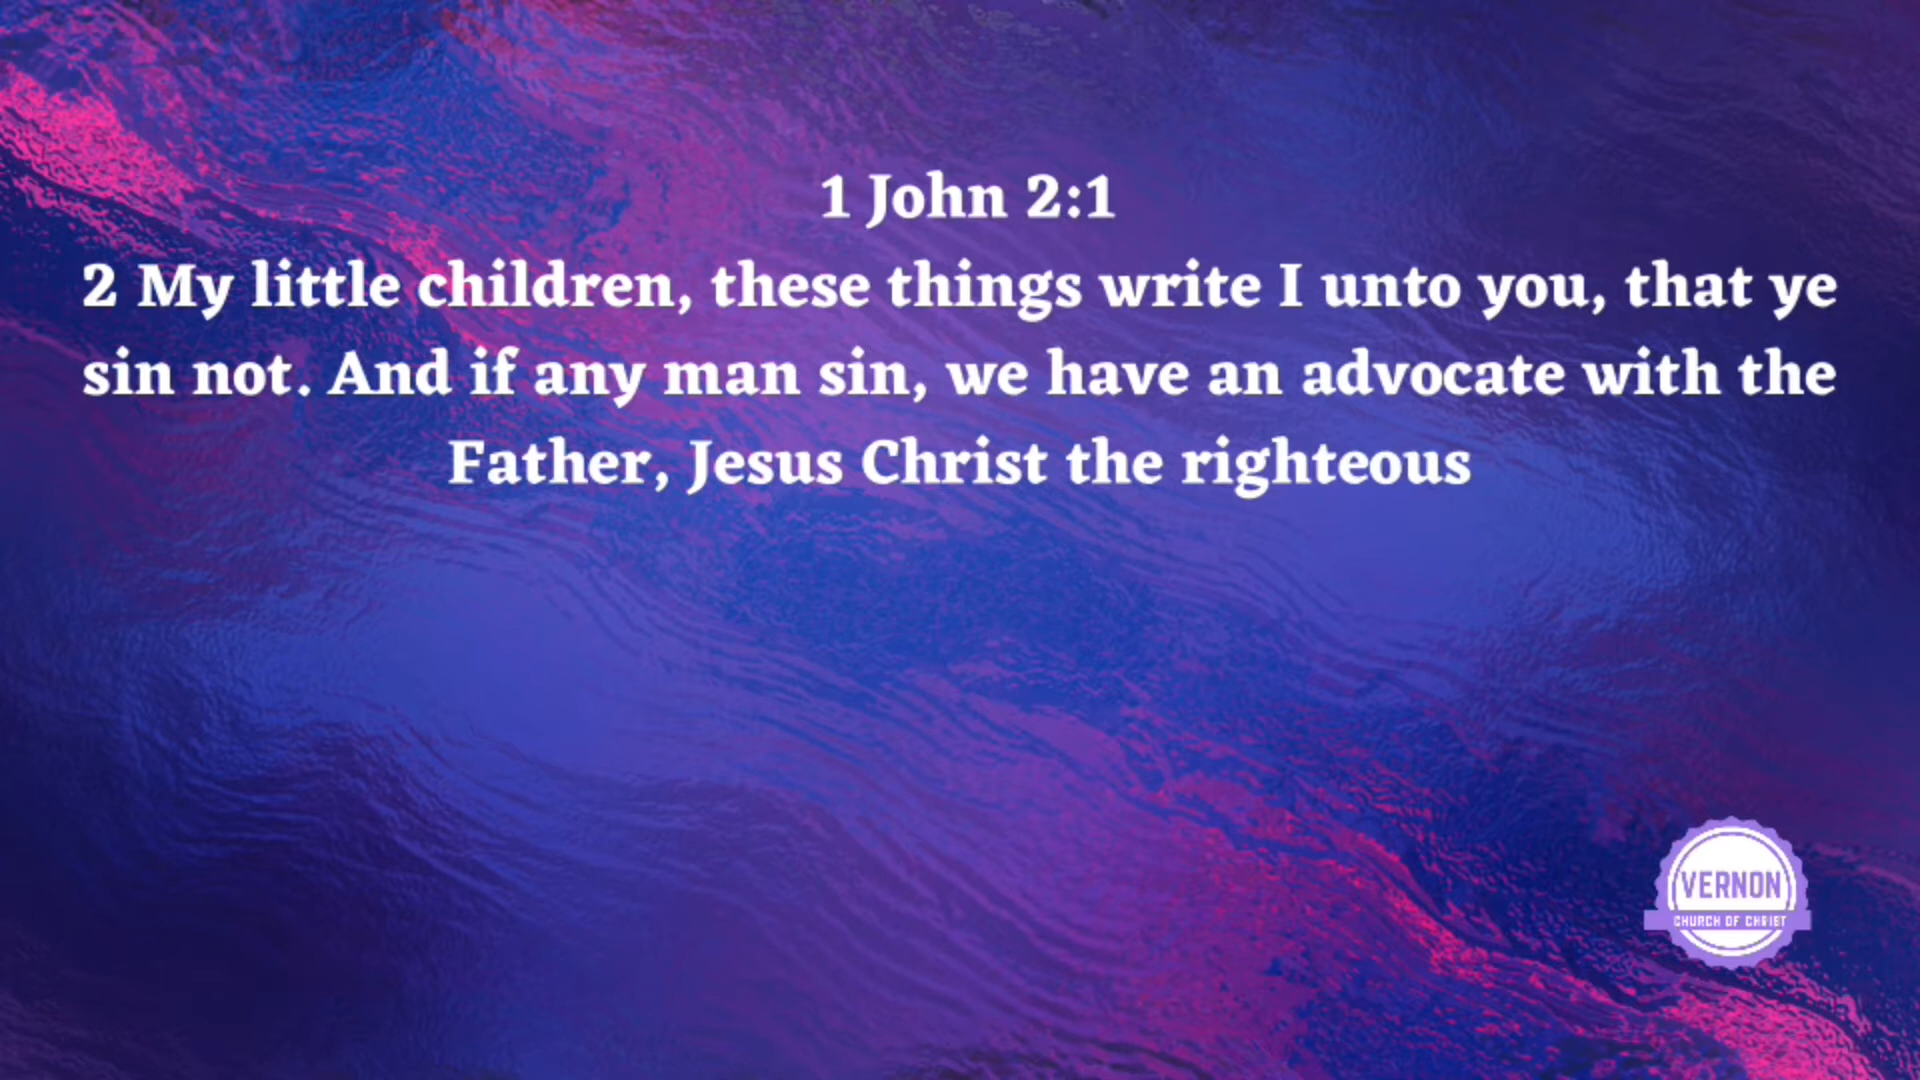 1 John 2:1
2 My little children, these things write I unto you, that ye
sin not. And if any man sin, we have an advocate with the
Father, Jesus Christ the righteous
VERNON
CHURCH OF CHRIST